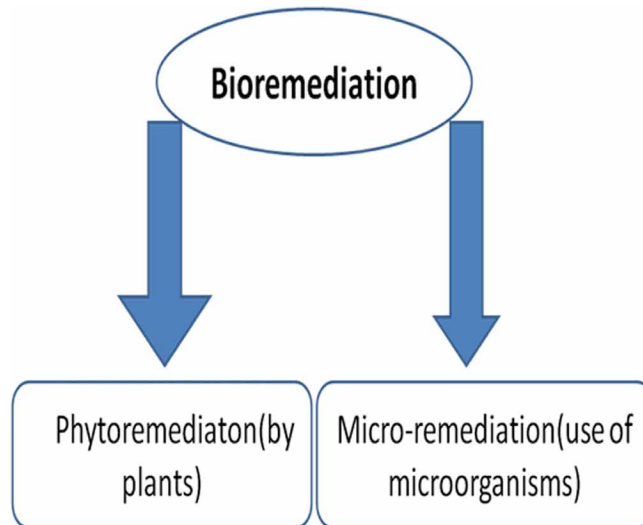 Bioremediation
Phytoremediaton(by
plants)
Micro-remediation(use of
microorganisms)